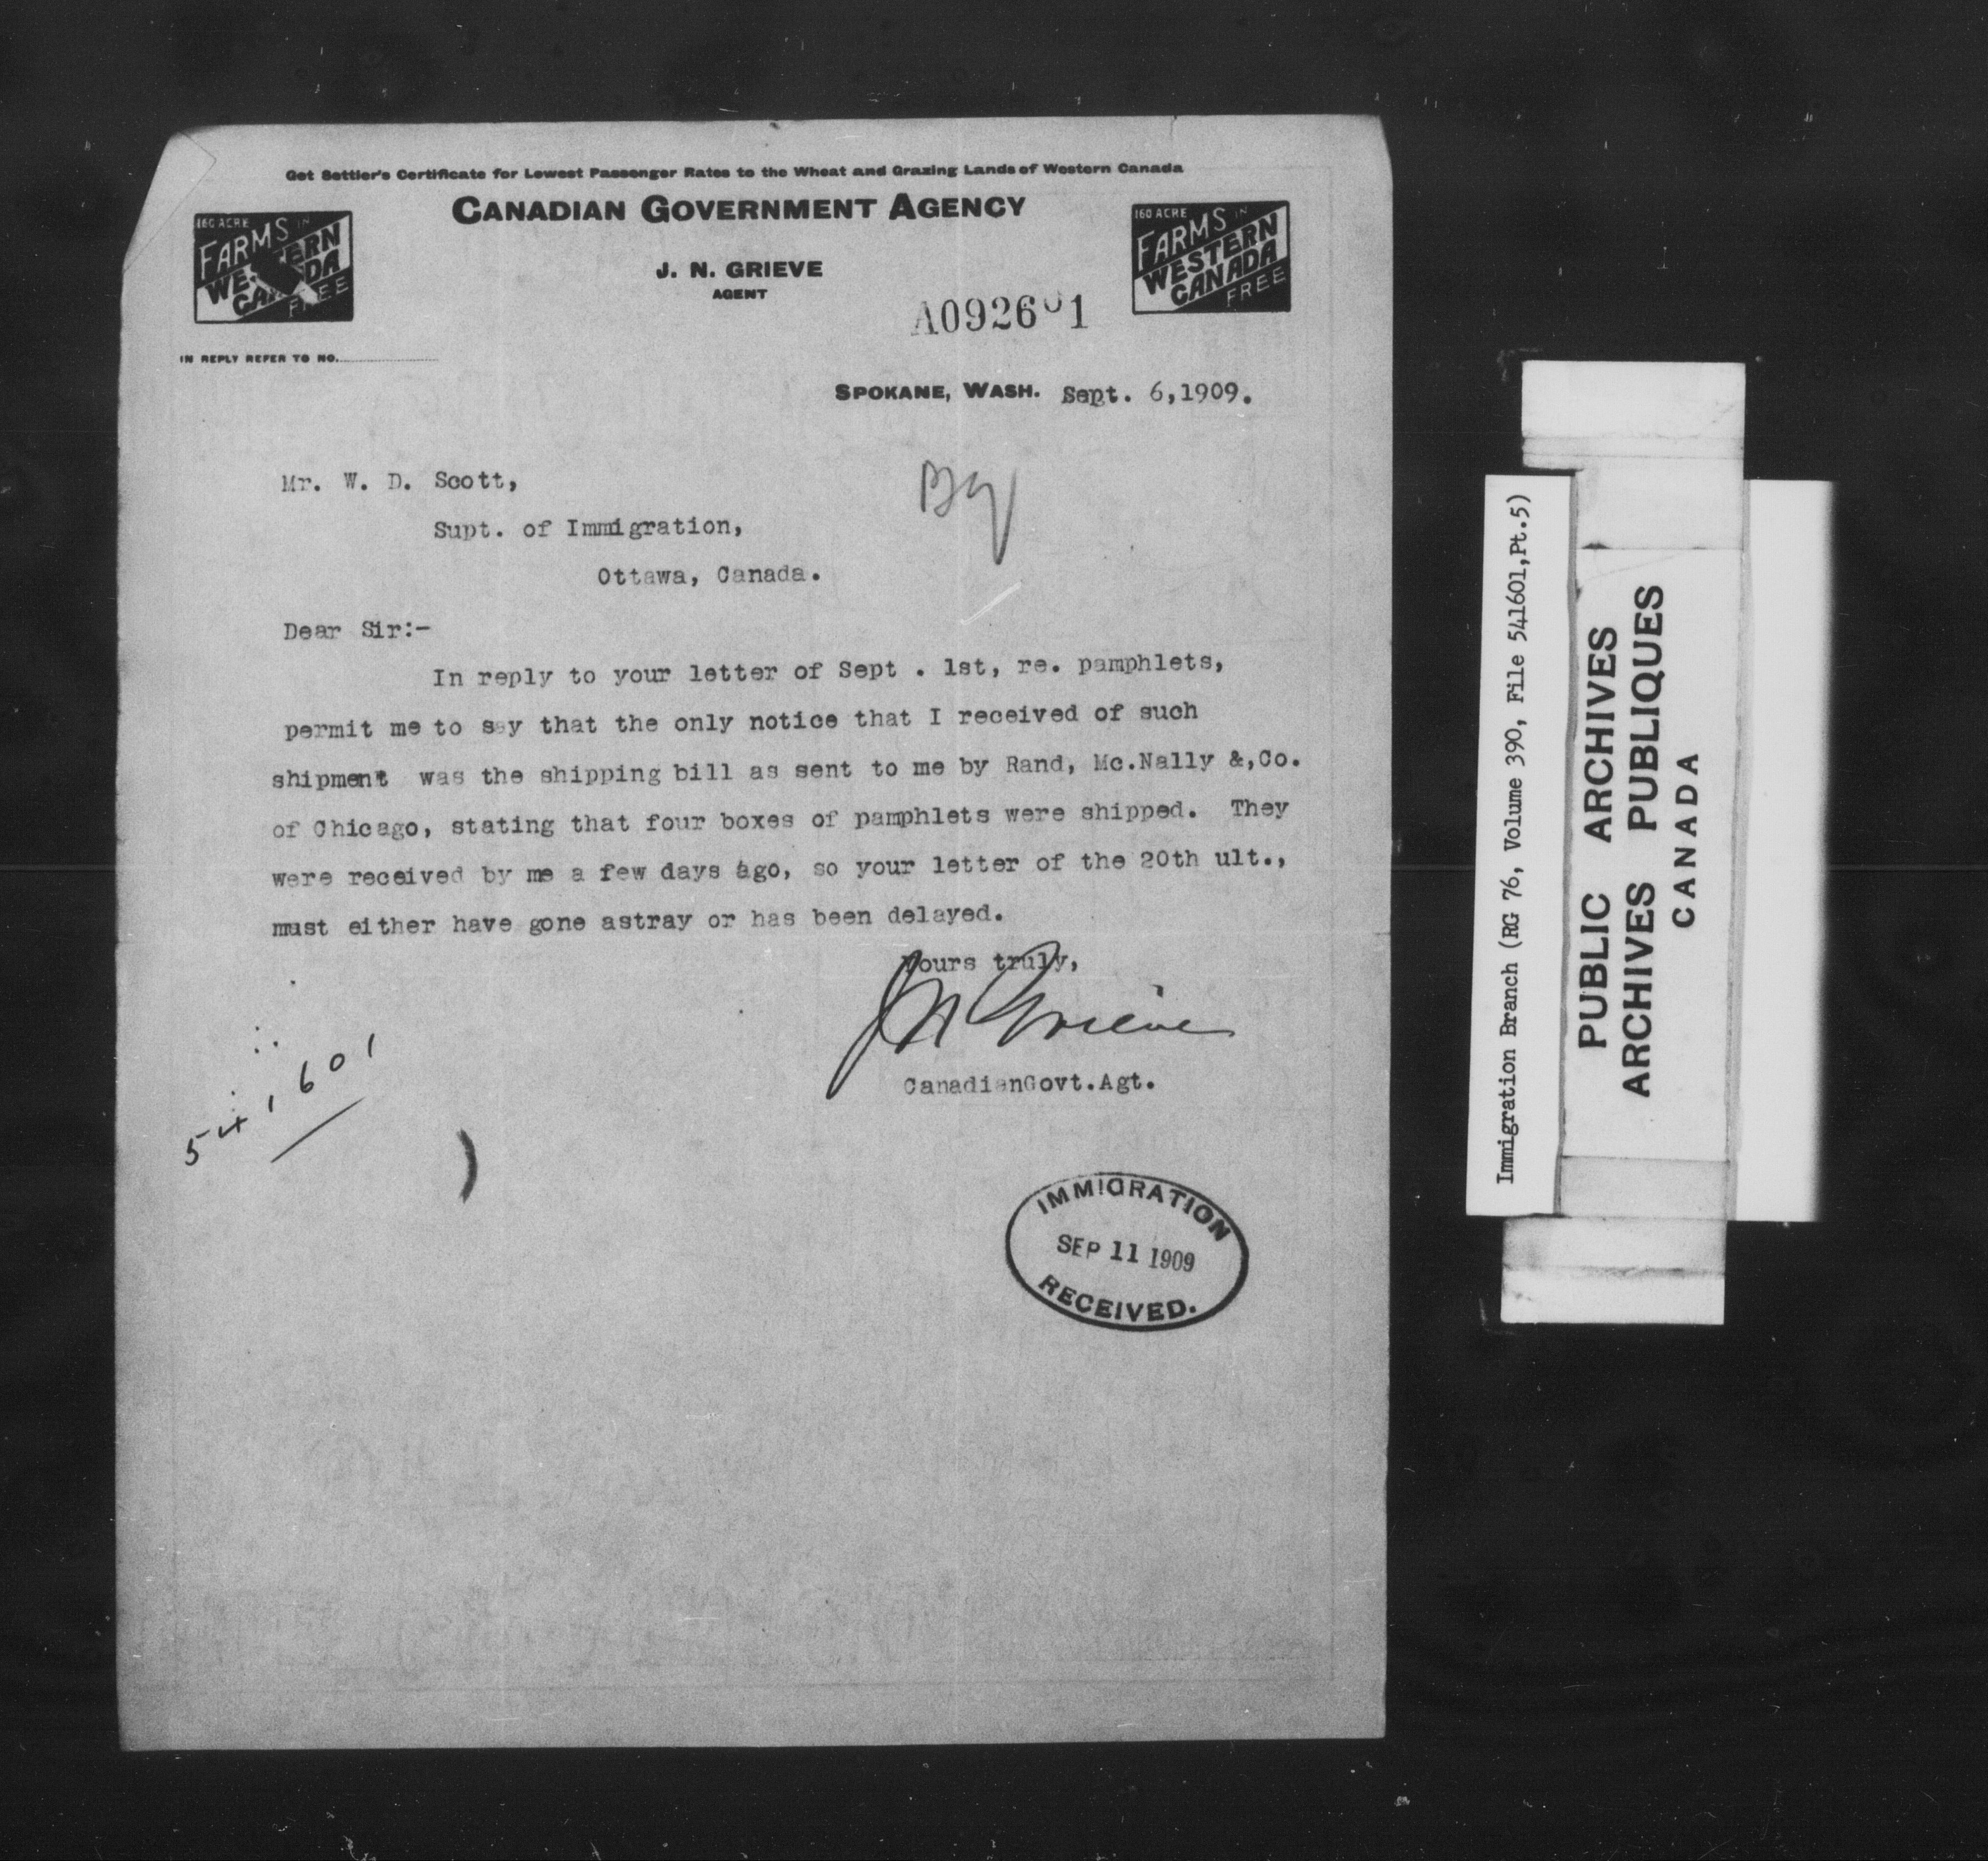 Get Settler's Certificate for Lowest Passenger Rates to the Wheat and Grazing Lands of Western Canada
CANADIAN GOVERNMENT AGENCY
160 ACRE
FARMS IN
WESTERN
CANADA
FREE
160 ACRE
FARMS IN
WESTERN
CANADA
FREE
J. N. GRIEVE
AGENT
A092601
IN REPLY REFER TO NO.
SPOKANE, WASH. Sept. 6,1909.
Mr. W. D. Scott,
Supt. of Immigration,
Ottawa, Canada.
Dear Sir:-
In reply to your letter of Sept . 1st, re. pamphlets,
permit me to say that the only notice that I received of such
shipment was the shipping bill as sent to me by Rand, Mc.Nally &,Co.
of Chicago, stating that four boxes of pamphlets were shipped. They
were received by me a few days ago, so your letter of the 20th ult.,
must either have gone astray or has been delayed.
Yours truly,
J N Grieve
CanadianGovt.Agt.
541601
IMMIGRATION
SEP 11 1909
RECEIVED.
Immigration Branch (RG 76, Volume 390, File 541601,Pt.5)
PUBLIC ARCHIVES
ARCHIVES PUBLIQUES
CANADA